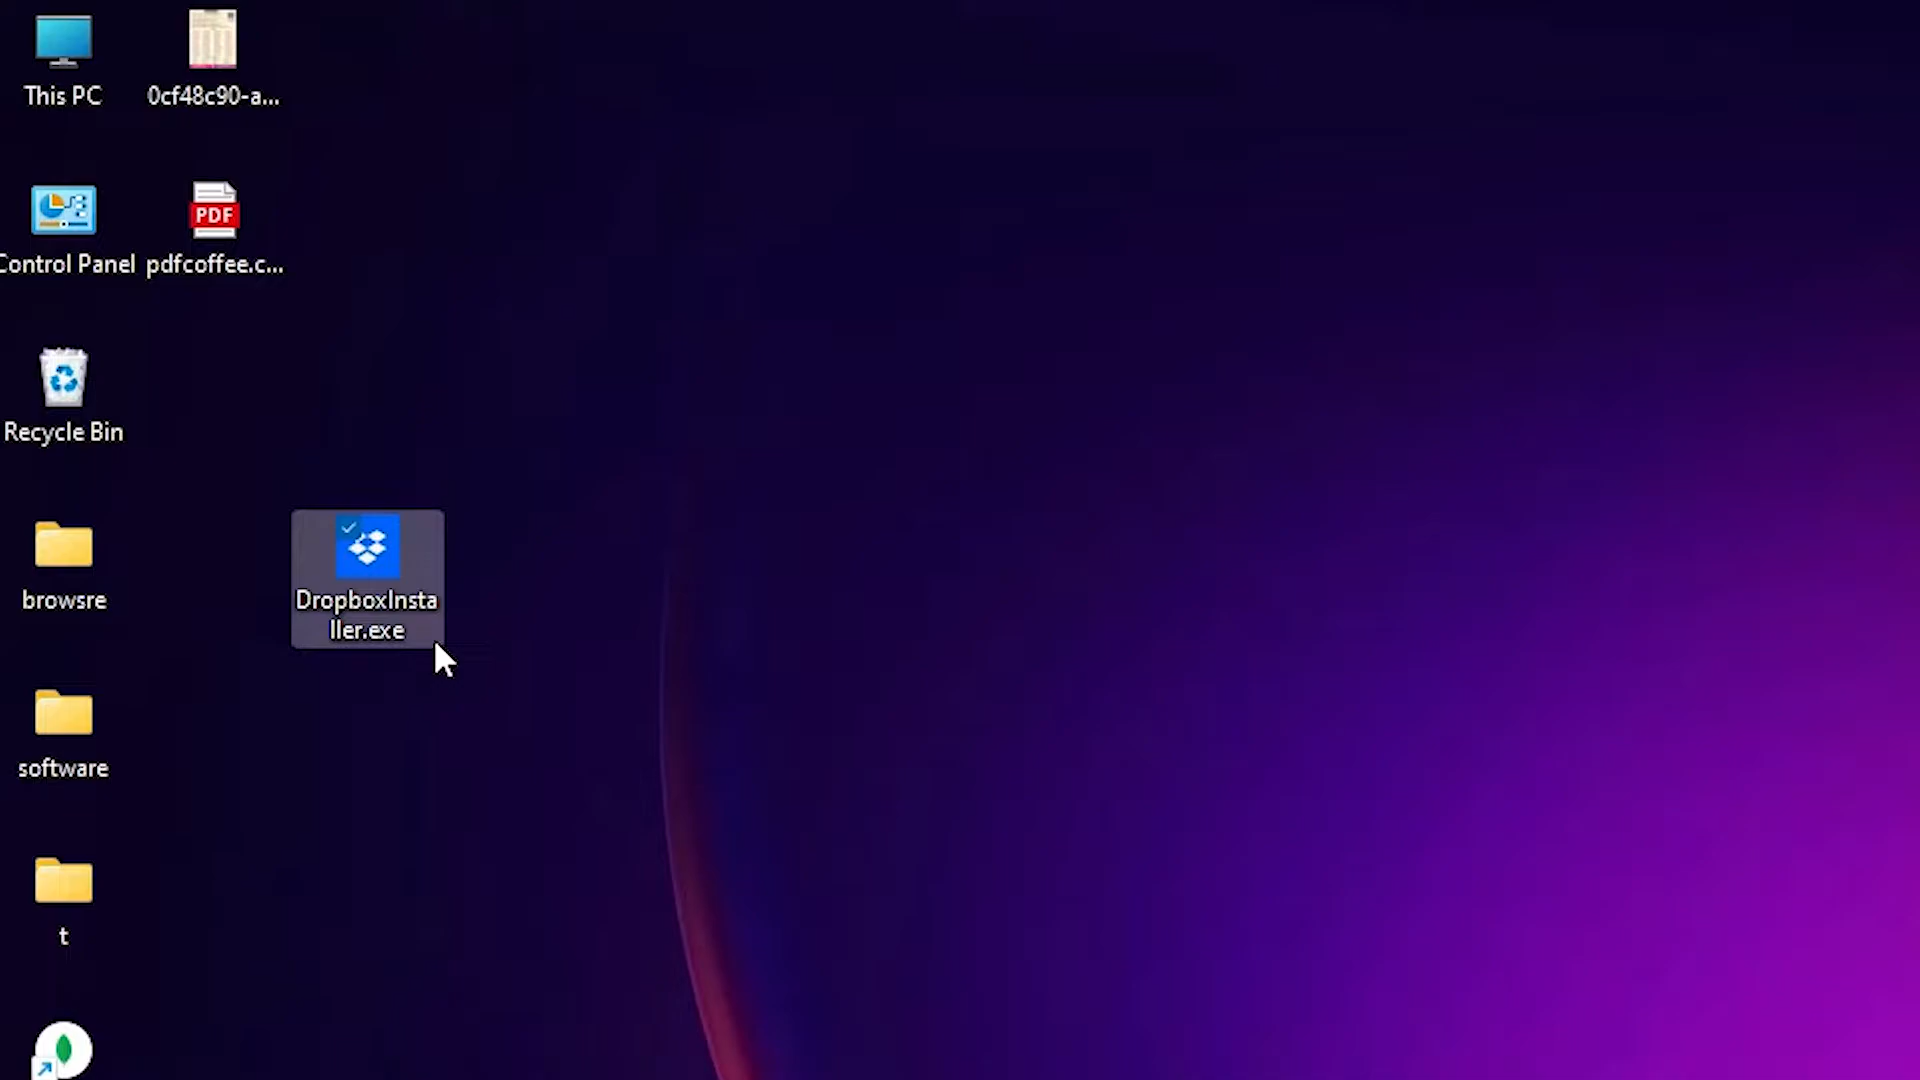 This PC
0cf48c90-a...
Control Panel
PDF
pdfcoffee.c...
Recycle Bin
browsre
DropboxInsta
ller.exe
software
t